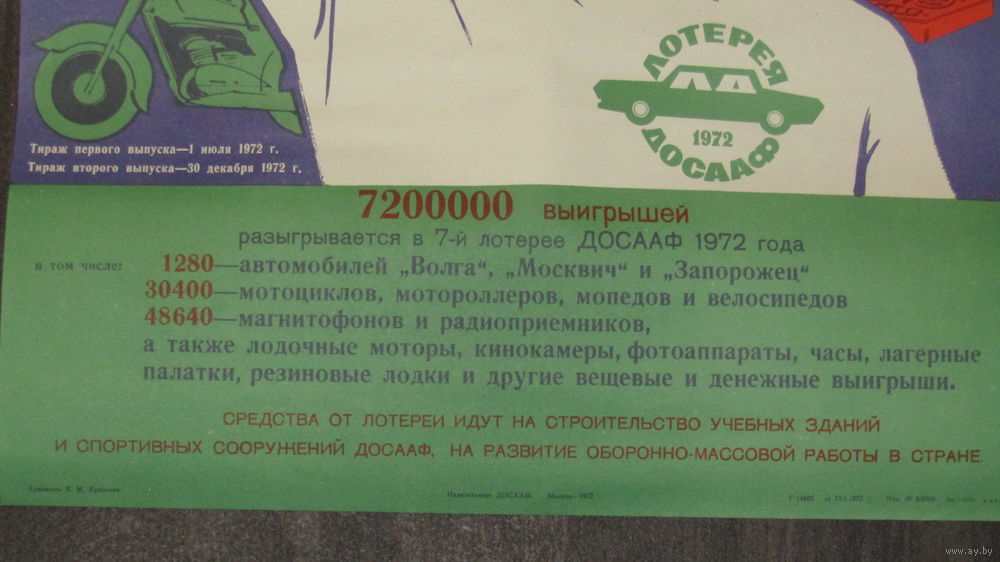 ЛОТЕРЕЯ
ЛД
1972
ДОСААФ
Тираж первого выпуска—1 июля 1972 г.
Тираж второго выпуска—30 декабря 1972 г.
7200000 выигрышей
разыгрывается в 7-й лотерее ДОСААФ 1972 года
в том числе: 1280—автомобилей „Волга“, „Москвич“ и „Запорожец“
30400—мотоциклов, мотороллеров, мопедов и велосипедов
48640—магнитофонов и радиоприемников,
а также лодочные моторы, кинокамеры, фотоаппараты, часы, лагерные
палатки, резиновые лодки и другие вещевые и денежные выигрыши.
СРЕДСТВА ОТ ЛОТЕРЕИ ИДУТ НА СТРОИТЕЛЬСТВО УЧЕБНЫХ ЗДАНИЙ
И СПОРТИВНЫХ СООРУЖЕНИЙ ДОСААФ, НА РАЗВИТИЕ ОБОРОННО-МАССОВОЙ РАБОТЫ В СТРАНЕ.
Художник К. М.
Издательство ДОСААФ. Москва—1972
www.ay.by